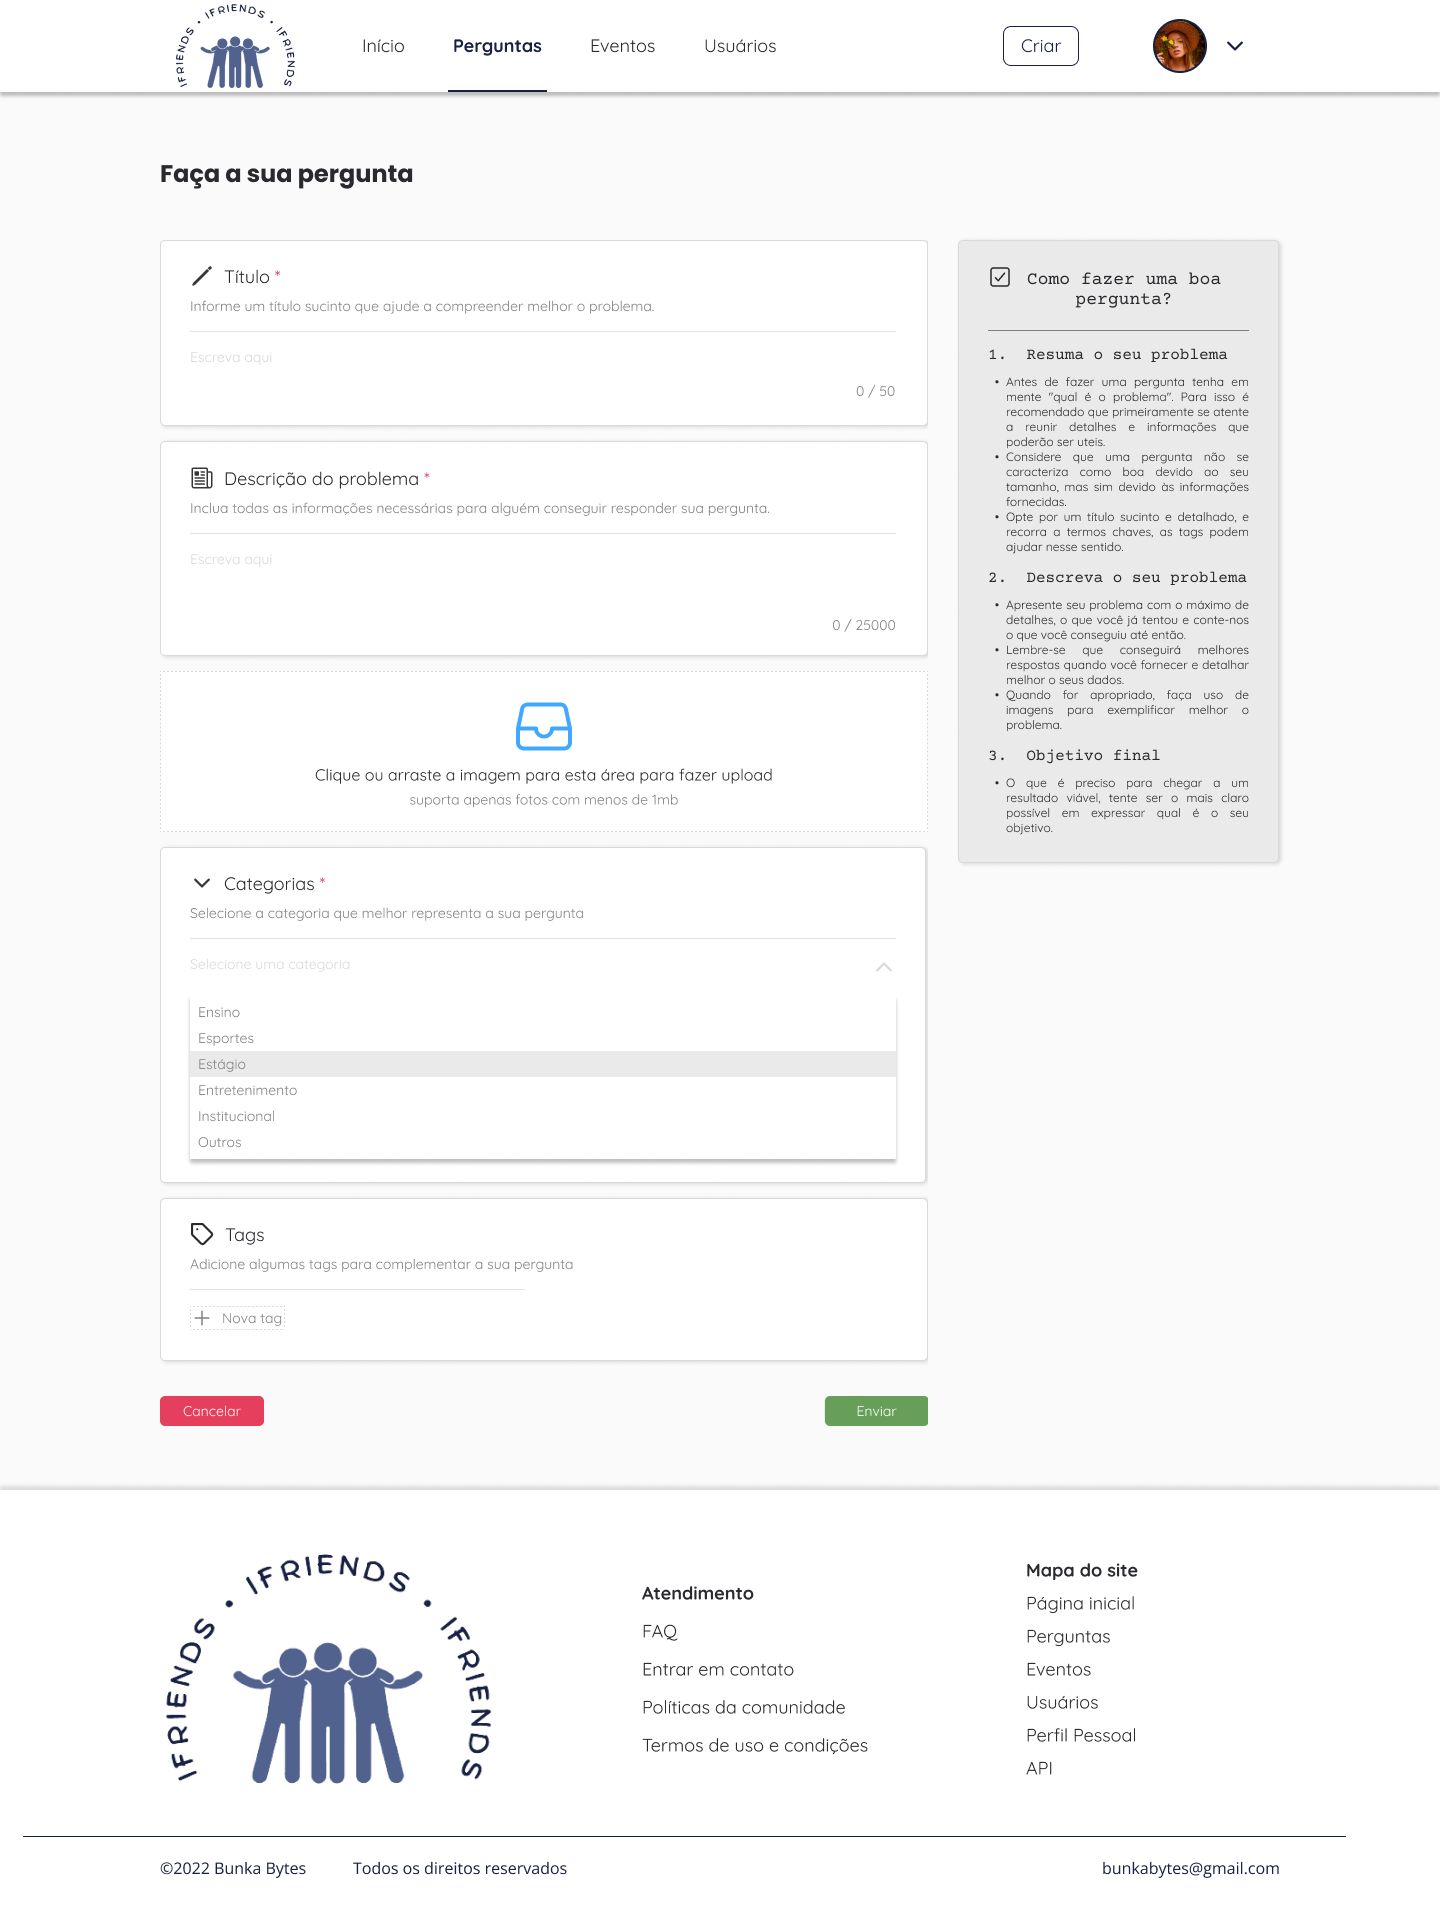 IFRIENDS • IFRIENDS • IFRIENDS
Início
Perguntas
Eventos
Usuários
Criar
Faça a sua pergunta
Título *
Informe um título sucinto que ajude a compreender melhor o problema.
Escreva aqui
0 / 50
Descrição do problema *
Inclua todas as informações necessárias para alguém conseguir responder sua pergunta.
Escreva aqui
0 / 25000
Clique ou arraste a imagem para esta área para fazer upload
suporta apenas fotos com menos de 1mb
Categorias *
Selecione a categoria que melhor representa a sua pergunta
Selecione uma categoria
Ensino
Esportes
Estágio
Entretenimento
Institucional
Outros
Tags
Adicione algumas tags para complementar a sua pergunta
Nova tag
Cancelar
Enviar
Como fazer uma boa
pergunta?
1. Resuma o seu problema
• Antes de fazer uma pergunta tenha em
mente "qual é o problema". Para isso é
recomendado que primeiramente se atente
a reunir detalhes e informações que
poderão ser uteis.
• Considere que uma pergunta não se
caracteriza como boa devido ao seu
tamanho, mas sim devido às informações
fornecidas.
• Opte por um título sucinto e detalhado, e
recorra a termos chaves, as tags podem
ajudar nesse sentido.
2. Descreva o seu problema
• Apresente seu problema com o máximo de
detalhes, o que você já tentou e conte-nos
o que você conseguiu até então.
• Lembre-se que conseguirá melhores
respostas quando você fornecer e detalhar
melhor o seus dados.
• Quando for apropriado, faça uso de
imagens para exemplificar melhor o
problema.
3. Objetivo final
• O que é preciso para chegar a um
resultado viável, tente ser o mais claro
possível em expressar qual é o seu
objetivo.
IFRIENDS • IFRIENDS • IFRIENDS
Atendimento
FAQ
Entrar em contato
Políticas da comunidade
Termos de uso e condições
Mapa do site
Página inicial
Perguntas
Eventos
Usuários
Perfil Pessoal
API
©2022 Bunka Bytes
Todos os direitos reservados
bunkabytes@gmail.com